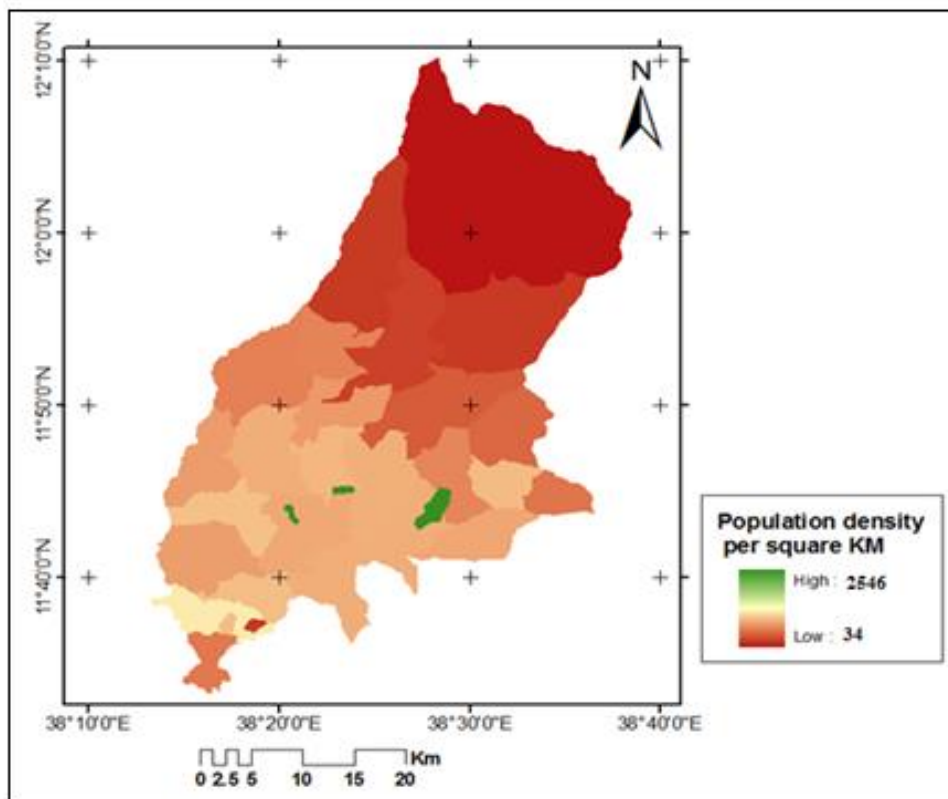 N
12°10'0"N
12°0'0"N
11°50'0"N
11°40'0"N
38°10'0"E 38°20'0"E 38°30'0"E 38°40'0"E
Km
0 2.5 5 10 15 20
Population density
per square KM
High : 2546
Low : 34